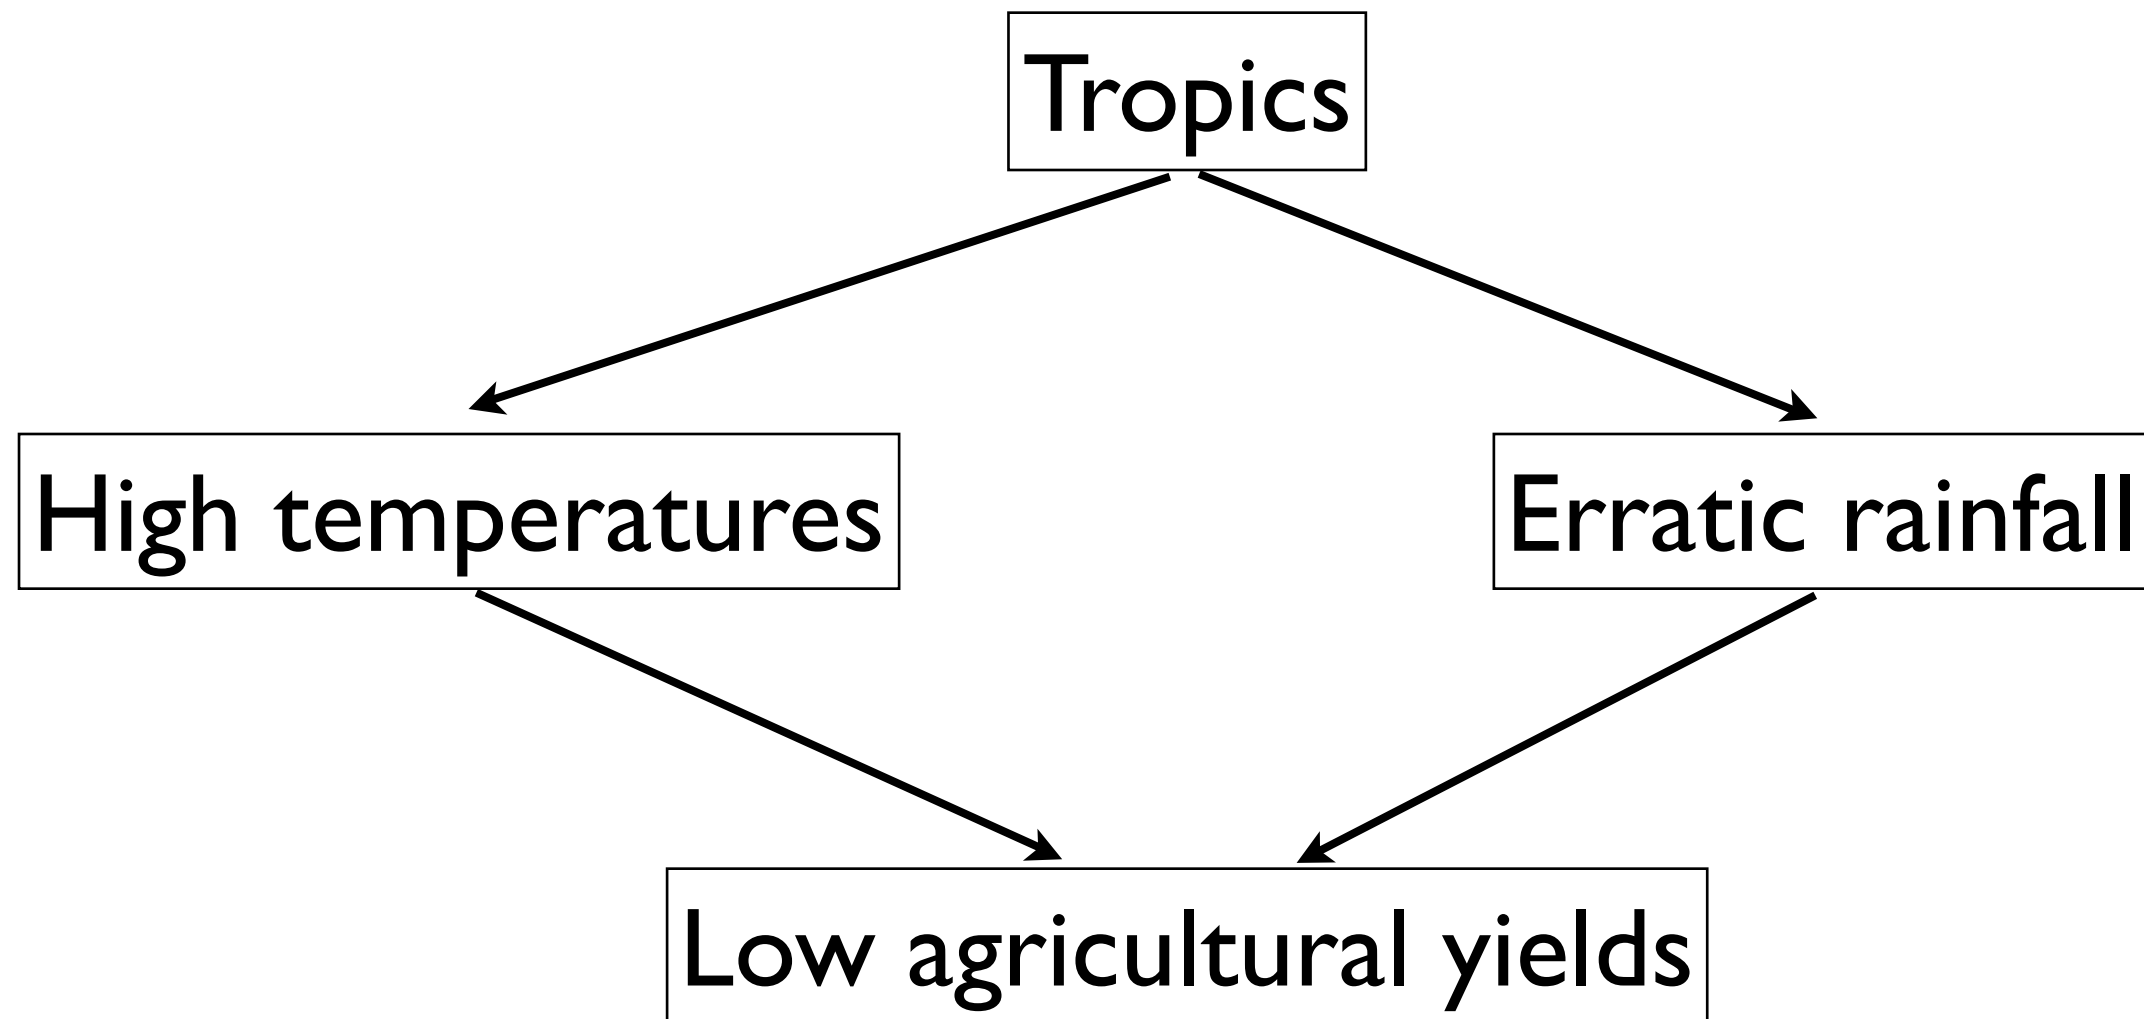 Tropics
High temperatures
Erratic rainfall
Low agricultural yields